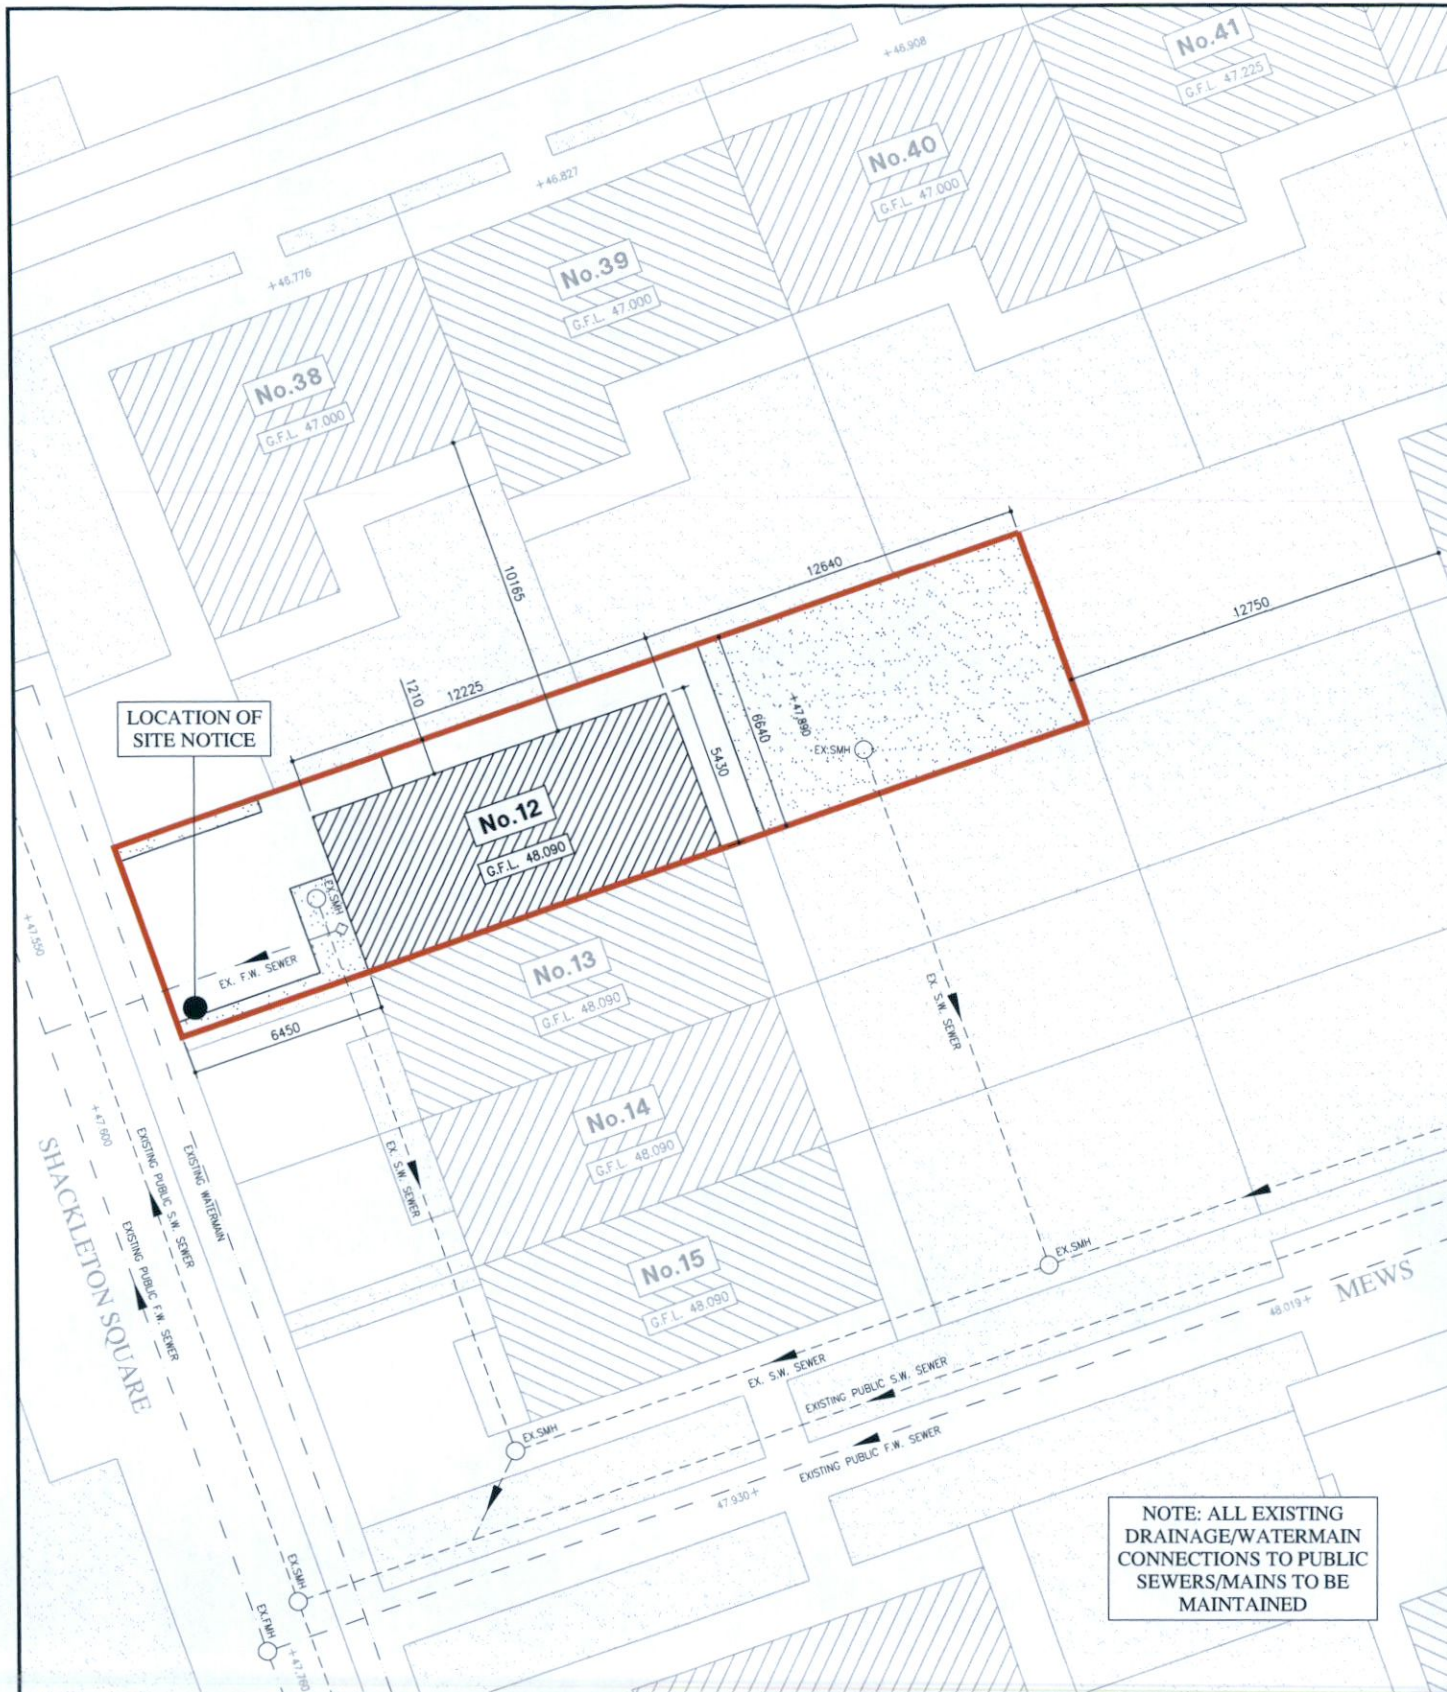 No.41
G.F.L. 47.225
+46.908
No.40
G.F.L. 47.000
+46.827
No.39
G.F.L. 47.000
+46.776
No.38
G.F.L. 47.000
10165
12640
12750
1210
12225
LOCATION OF
SITE NOTICE
6640
+47.890
5430
EX.SMH
No.12
G.F.L. 48.090
EX.SMH
EX. F.W. SEWER
+47.550
6450
No.13
G.F.L. 48.090
EX. S.W. SEWER
No.14
G.F.L. 48.090
EX. S.W. SEWER
+47.600
EXISTING PUBLIC S.W. SEWER
EXISTING WATERMAIN
EXISTING PUBLIC F.W. SEWER
SHACKLETON SQUARE
No.15
G.F.L. 48.090
EX.SMH
MEWS
48.019+
EX. S.W. SEWER
EXISTING PUBLIC S.W. SEWER
EXISTING PUBLIC F.W. SEWER
EX.SMH
47.930+
EX.SMH
EX.FMH
+47.760
NOTE: ALL EXISTING
DRAINAGE/WATERMAIN
CONNECTIONS TO PUBLIC
SEWERS/MAINS TO BE
MAINTAINED